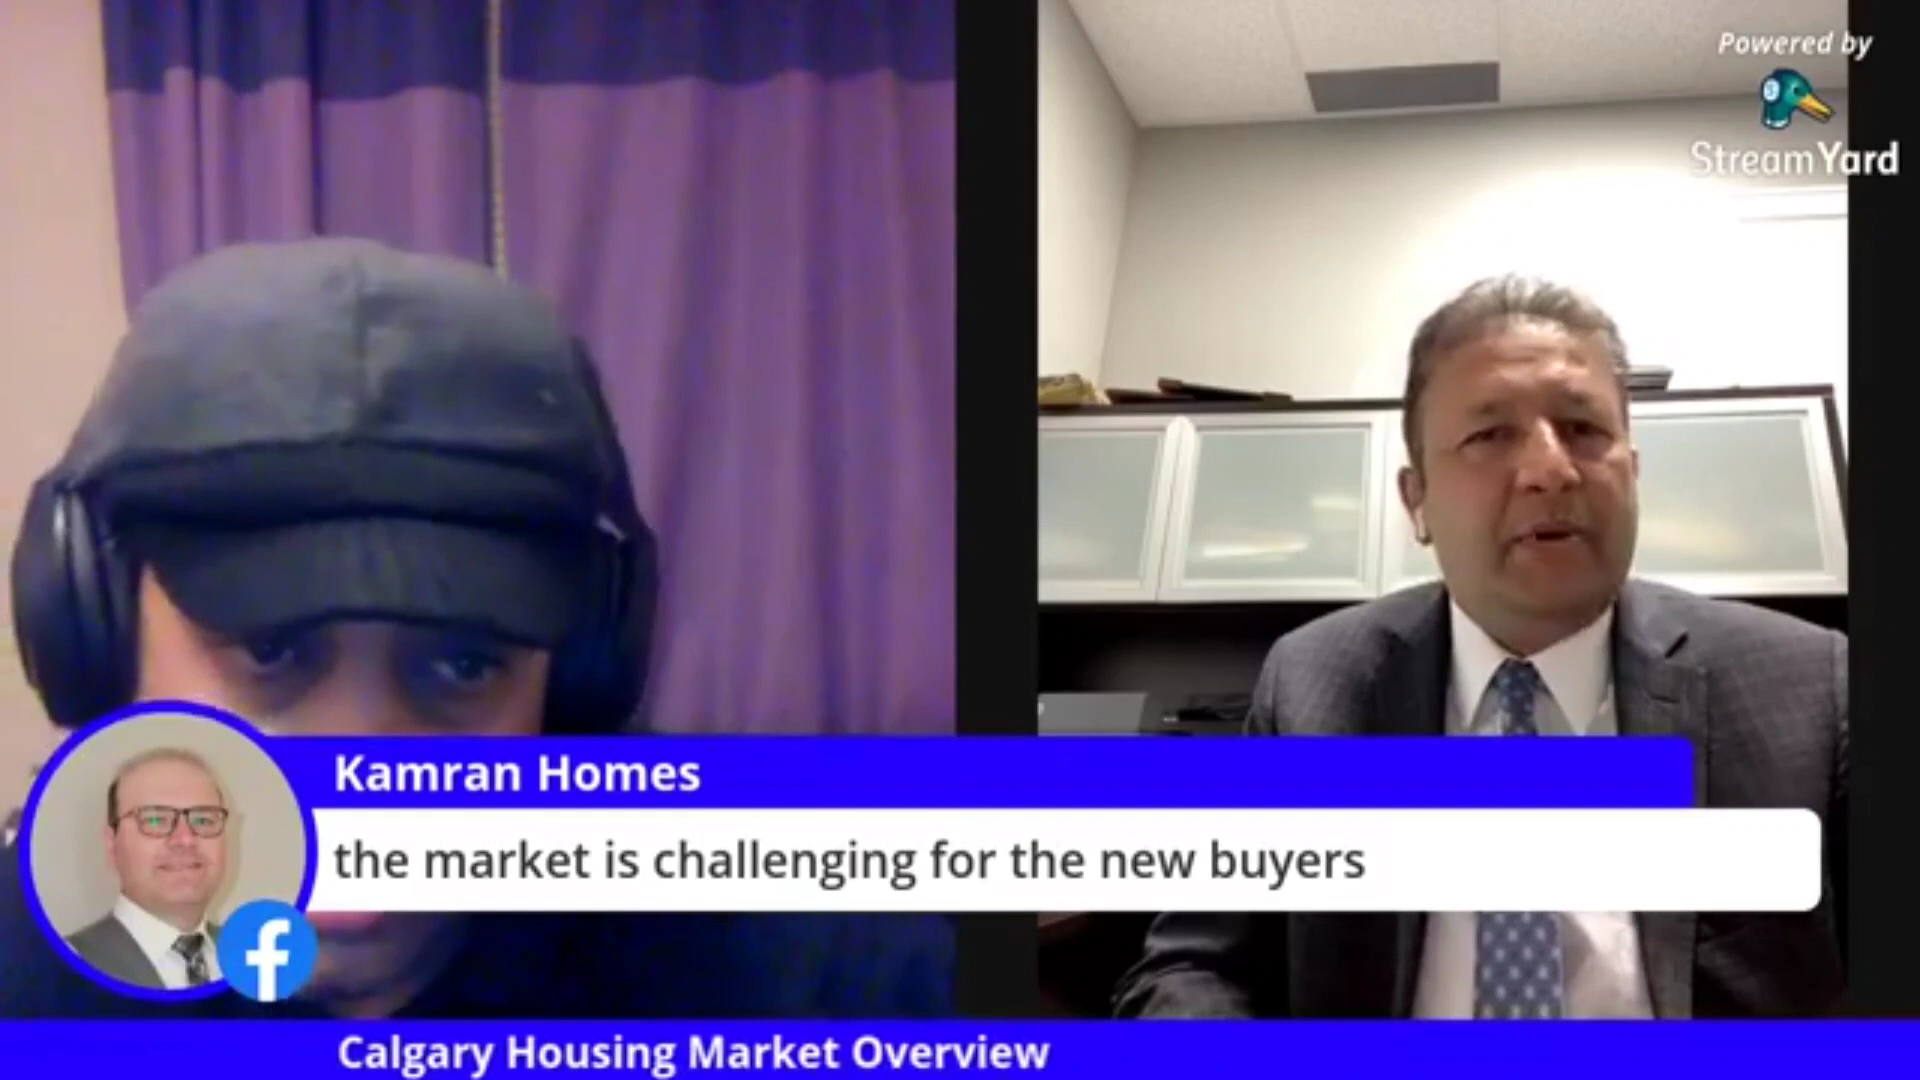 Powered by
StreamYard
Kamran Homes
the market is challenging for the new buyers
Calgary Housing Market Overview